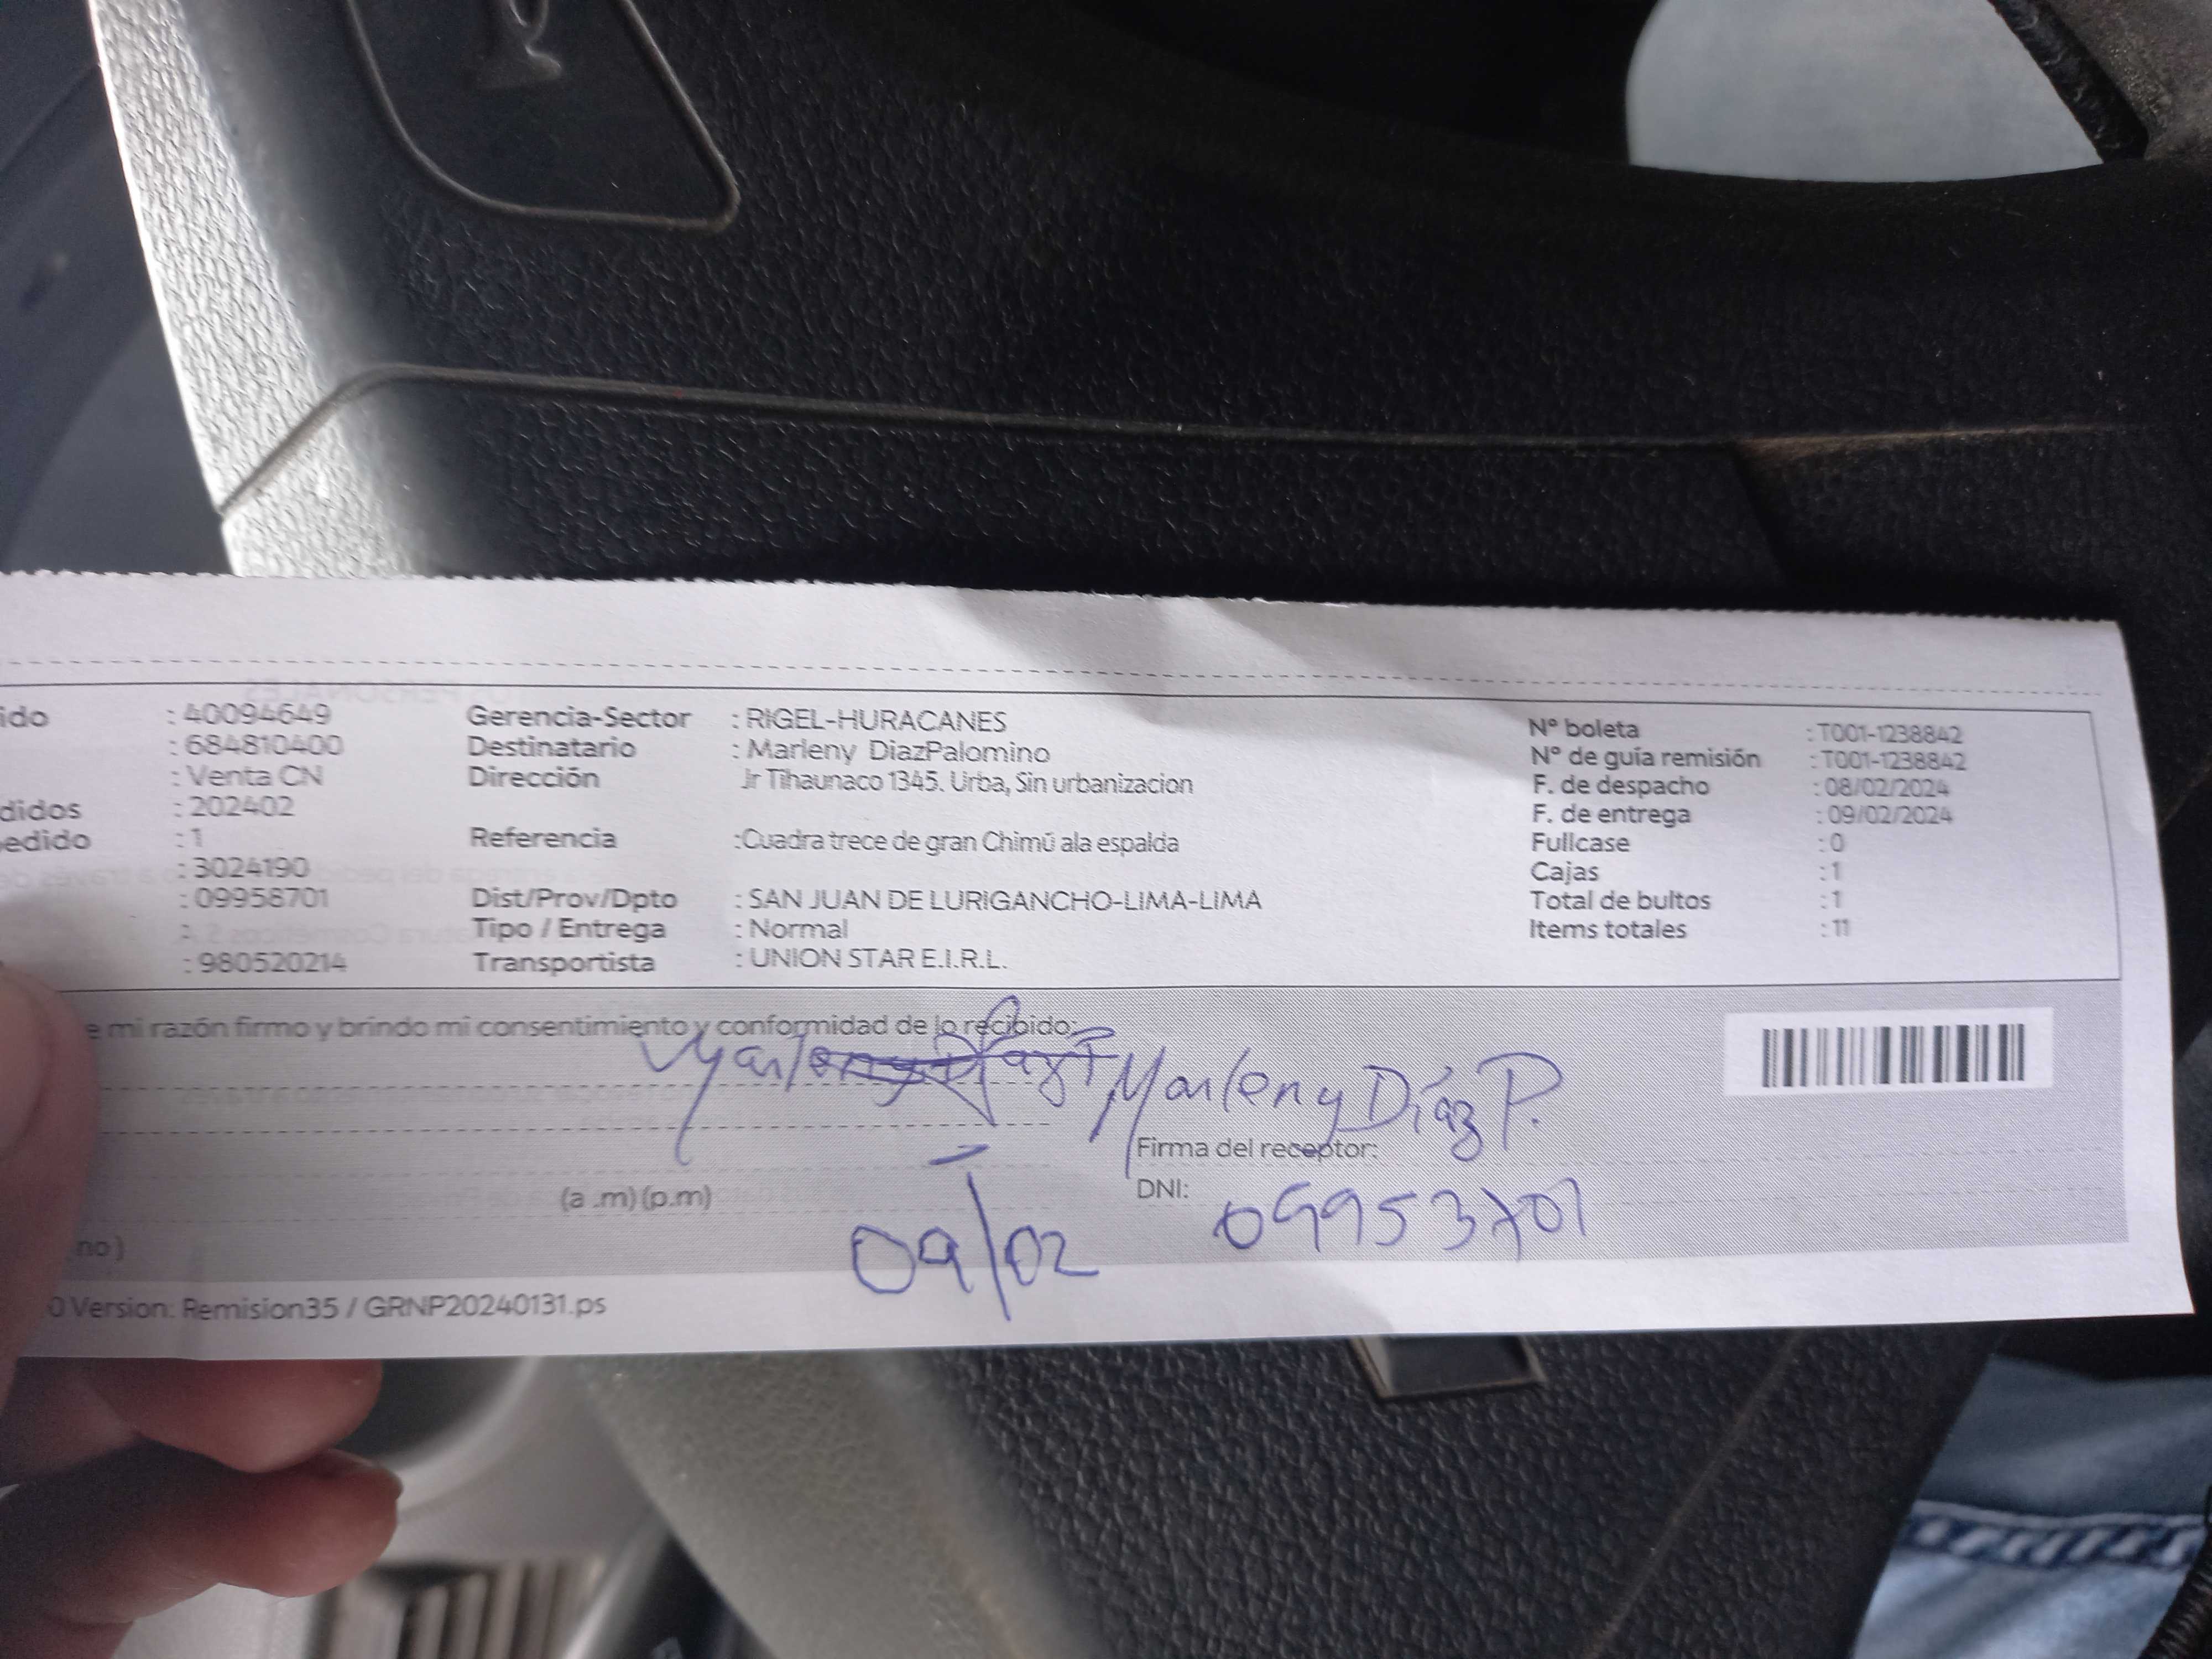 ido : 40094649 Gerencia-Sector : RIGEL-HURACANES Nº boleta : T001-1238842
: 684810400 Destinatario : Marleny DiazPalomino Nº de guía remisión : T001-1238842
: Venta CN Dirección Jr Tihaunaco 1345. Urba, Sin urbanizacion F. de despacho : 08/02/2024
didos : 202402 F. de entrega : 09/02/2024
edido : 1 Referencia :Cuadra trece de gran Chimú ala espalda Fullcase : 0
: 3024190 Cajas : 1
: 09958701 Dist/Prov/Dpto : SAN JUAN DE LURIGANCHO-LIMA-LIMA Total de bultos : 1
: Tipo / Entrega : Normal Items totales : 11
: 980520214 Transportista : UNION STAR E.I.R.L.
e mi razón firmo y brindo mi consentimiento y conformidad de lo recibido:
Marleny Díaz P.
Firma del receptor:
(a .m) (p.m) DNI: 09953701
no) 09/02
0 Version: Remision35 / GRNP20240131.ps